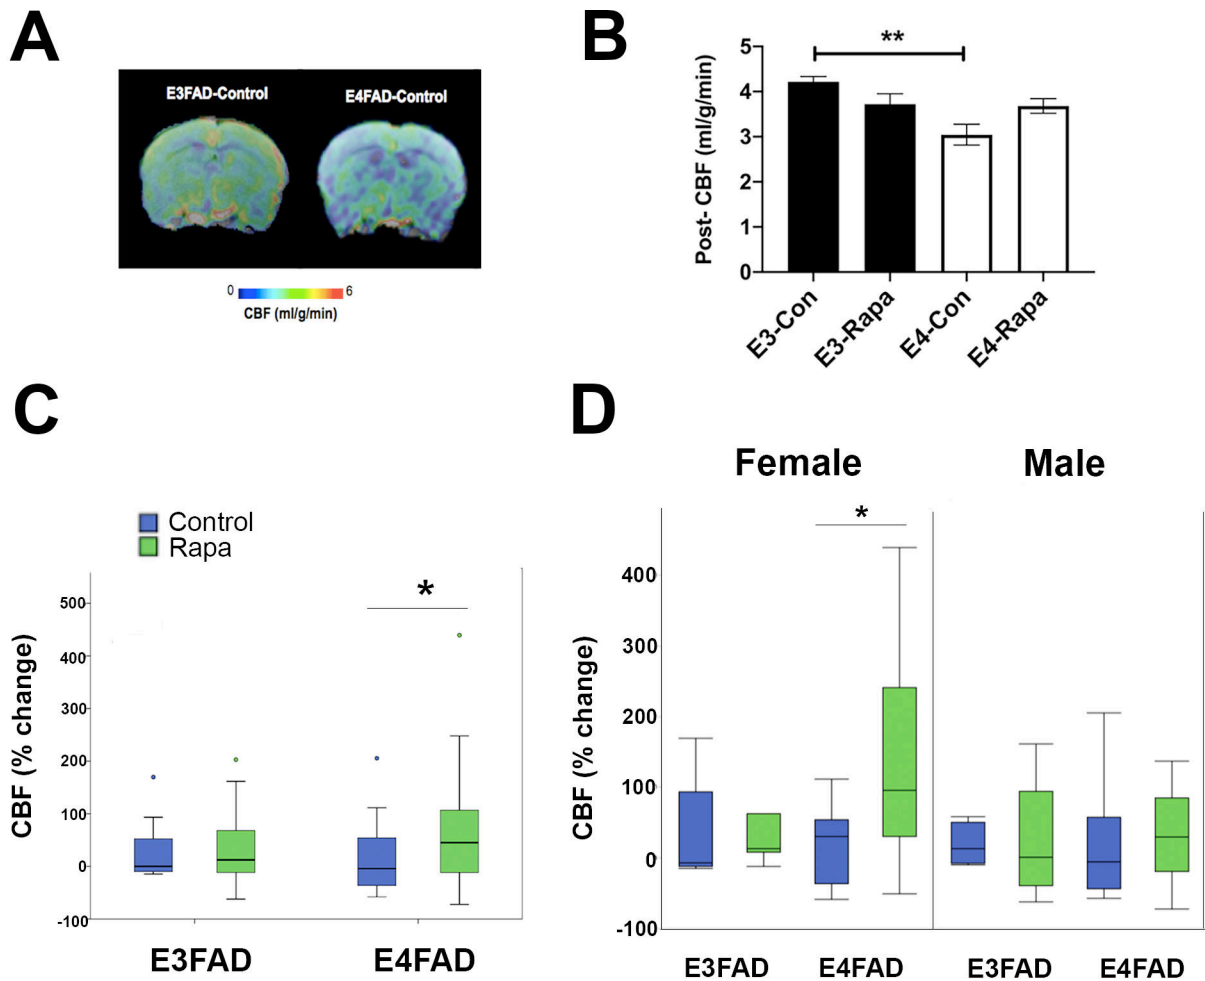 A
E3FAD-Control
E4FAD-Control
0
6
CBF (ml/g/min)
B
**
Post- CBF (ml/g/min)
5
4
3
2
1
0
E3-Con
E3-Rapa
E4-Con
E4-Rapa
C
Control
Rapa
*
CBF (% change)
500
400
300
200
100
0
-100
E3FAD
E4FAD
D
Female
Male
*
CBF (% change)
400
300
200
100
0
-100
E3FAD
E4FAD
E3FAD
E4FAD